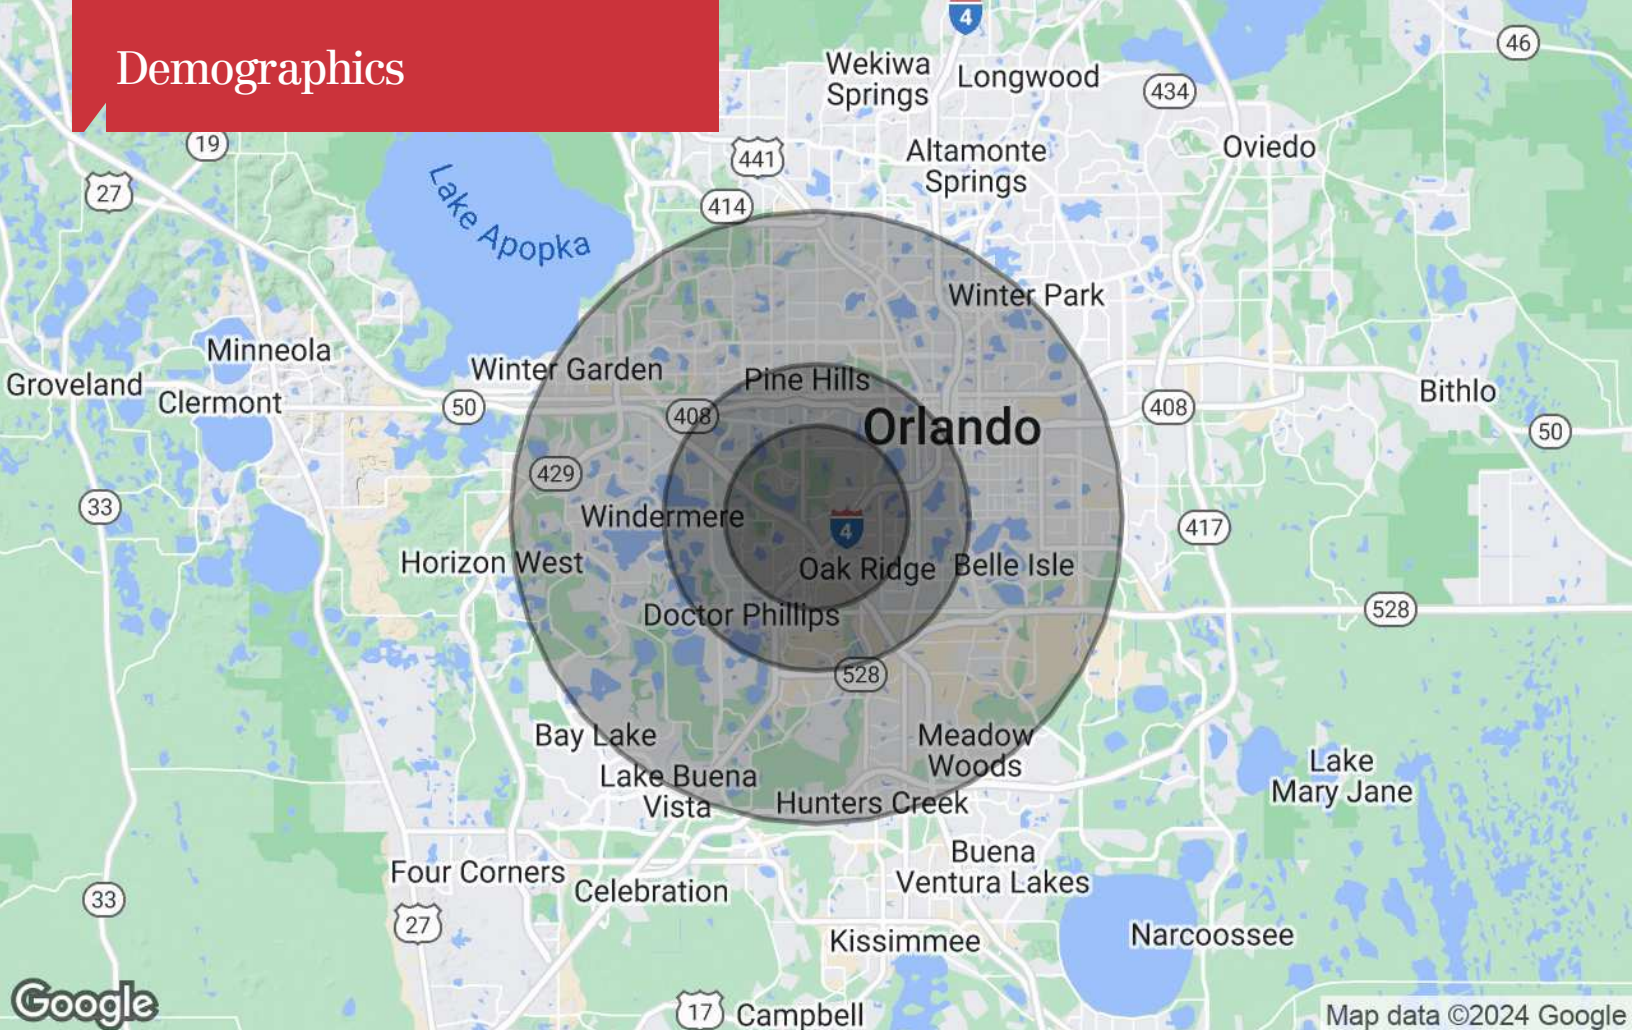 Demographics
4
46
Wekiwa
Springs
Longwood
434
19
441
Altamonte
Springs
Oviedo
27
Lake Apopka
414
Winter Park
Minneola
Winter Garden
Pine Hills
Groveland
Clermont
50
408
Orlando
408
Bithlo
50
429
33
Windermere
4
417
Horizon West
Oak Ridge
Belle Isle
Doctor Phillips
528
528
Bay Lake
Meadow
Woods
Lake Buena
Vista
Hunters Creek
Lake
Mary Jane
Four Corners
Celebration
Buena
Ventura Lakes
33
27
Kissimmee
Narcoossee
Google
17
Campbell
Map data ©2024 Google